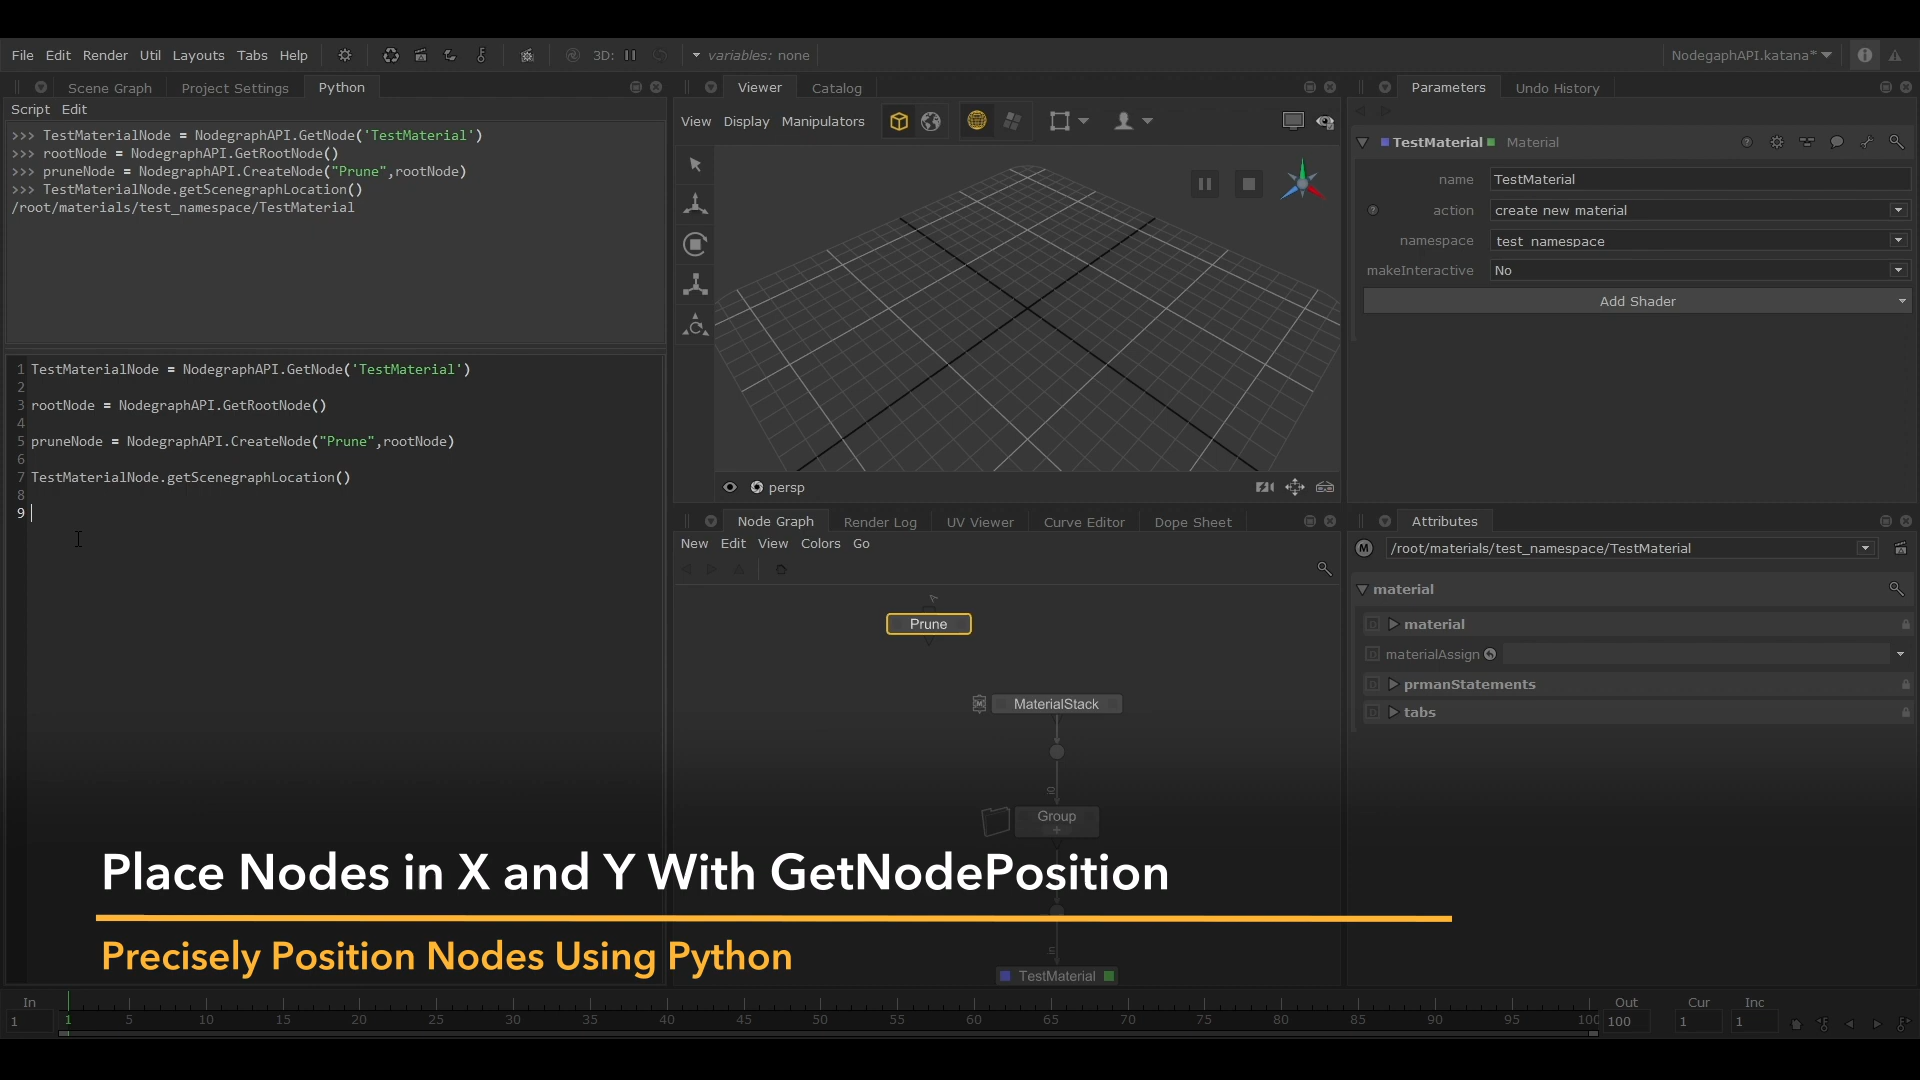 File Edit Render Util Layouts Tabs Help 3D: variables: none NodegaphAPI.katana*
Scene Graph Project Settings Python
Script Edit
>>> TestMaterialNode = NodegraphAPI.GetNode('TestMaterial')
>>> rootNode = NodegraphAPI.GetRootNode()
>>> pruneNode = NodegraphAPI.CreateNode("Prune",rootNode)
>>> TestMaterialNode.getScenegraphLocation()
/root/materials/test_namespace/TestMaterial
1 TestMaterialNode = NodegraphAPI.GetNode('TestMaterial')
2
3 rootNode = NodegraphAPI.GetRootNode()
4
5 pruneNode = NodegraphAPI.CreateNode("Prune",rootNode)
6
7 TestMaterialNode.getScenegraphLocation()
8
9
Viewer Catalog
View Display Manipulators
persp
Node Graph Render Log UV Viewer Curve Editor Dope Sheet
New Edit View Colors Go
Prune
MaterialStack
Group
in
TestMaterial
Parameters Undo History
TestMaterial Material
name TestMaterial
action create new material
namespace test_namespace
makeInteractive No
Add Shader
Attributes
M /root/materials/test_namespace/TestMaterial
material
D material
D materialAssign
D prmanStatements
D tabs
Place Nodes in X and Y With GetNodePosition
Precisely Position Nodes Using Python
In Out Cur Inc
1 1 5 10 15 20 25 30 35 40 45 50 55 60 65 70 75 80 85 90 95 100 100 1 1